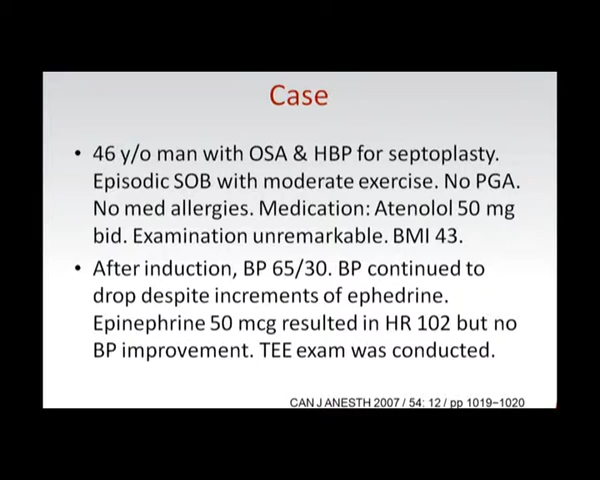 Case
• 46 y/o man with OSA & HBP for septoplasty.
Episodic SOB with moderate exercise. No PGA.
No med allergies. Medication: Atenolol 50 mg
bid. Examination unremarkable. BMI 43.
• After induction, BP 65/30. BP continued to
drop despite increments of ephedrine.
Epinephrine 50 mcg resulted in HR 102 but no
BP improvement. TEE exam was conducted.
CAN J ANESTH 2007 / 54: 12 / pp 1019–1020